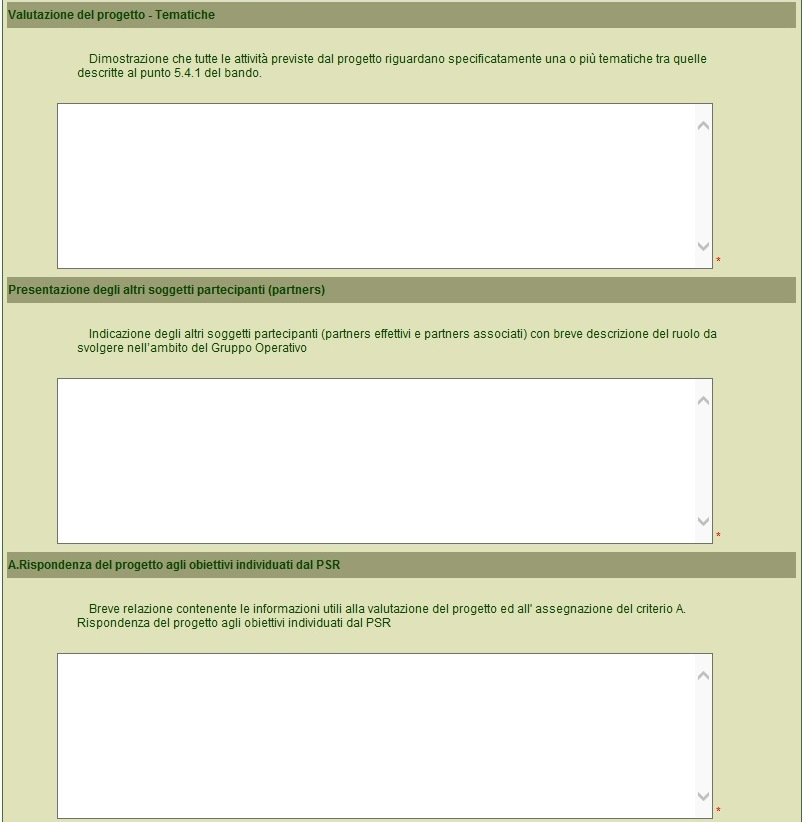 Valutazione del progetto - Tematiche
Dimostrazione che tutte le attività previste dal progetto riguardano specificatamente una o più tematiche tra quelle
descritte al punto 5.4.1 del bando.
*
Presentazione degli altri soggetti partecipanti (partners)
Indicazione degli altri soggetti partecipanti (partners effettivi e partners associati) con breve descrizione del ruolo da
svolgere nell'ambito del Gruppo Operativo
*
A.Rispondenza del progetto agli obiettivi individuati dal PSR
Breve relazione contenente le informazioni utili alla valutazione del progetto ed all' assegnazione del criterio A.
Rispondenza del progetto agli obiettivi individuati dal PSR
*